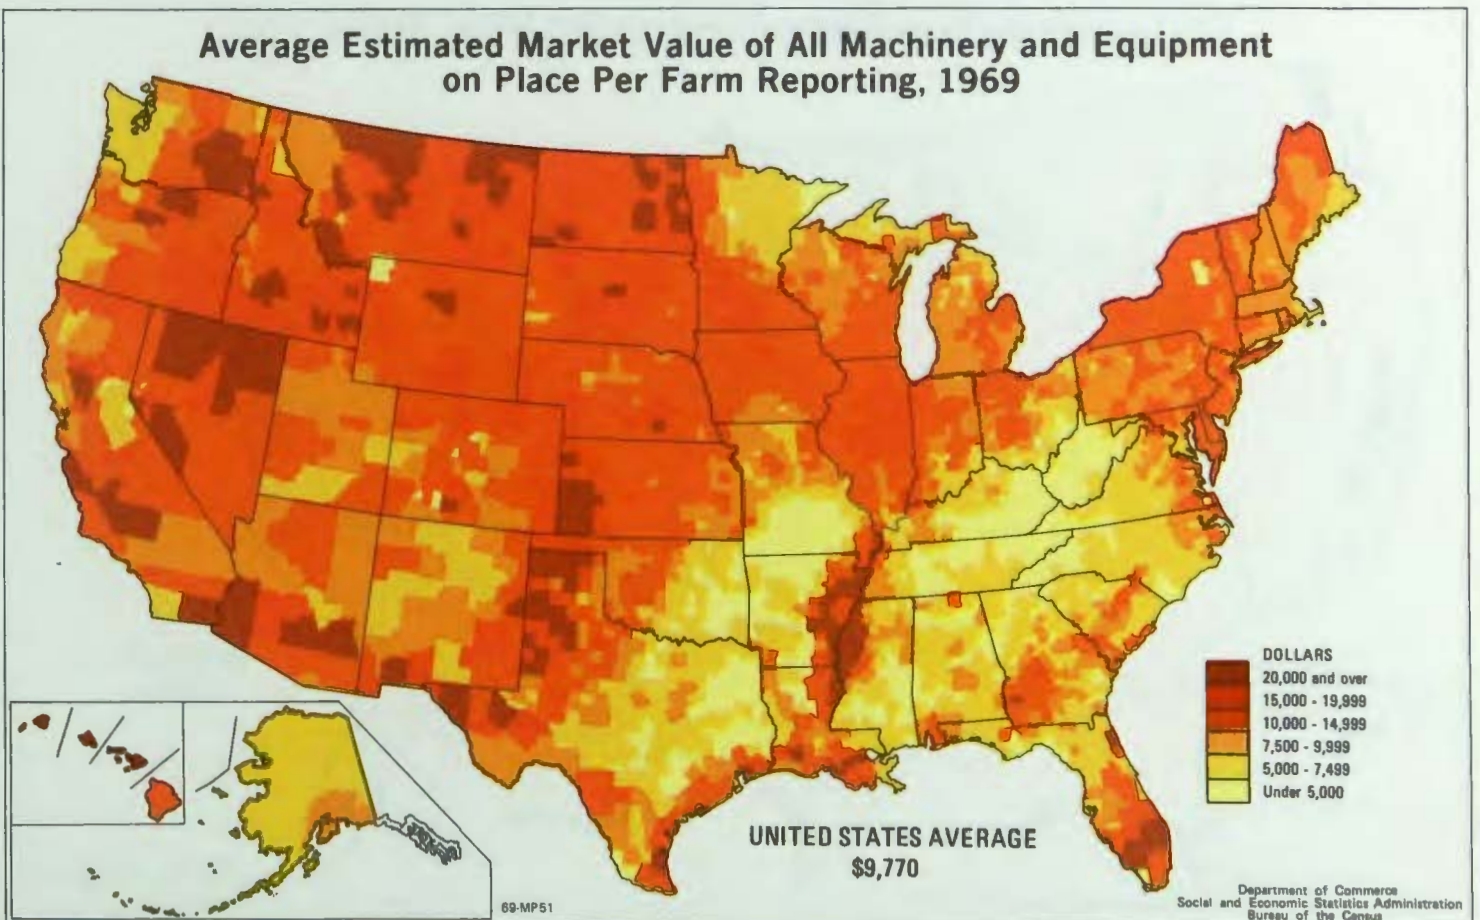 Average Estimated Market Value of All Machinery and Equipment
on Place Per Farm Reporting, 1969
DOLLARS
20,000 and over
15,000 - 19,999
10,000 - 14,999
7,500 - 9,999
5,000 - 7,499
Under 5,000
UNITED STATES AVERAGE
$9,770
69-MP51
Department of Commerce
Social and Economic Statistics Administration
Bureau of the Census